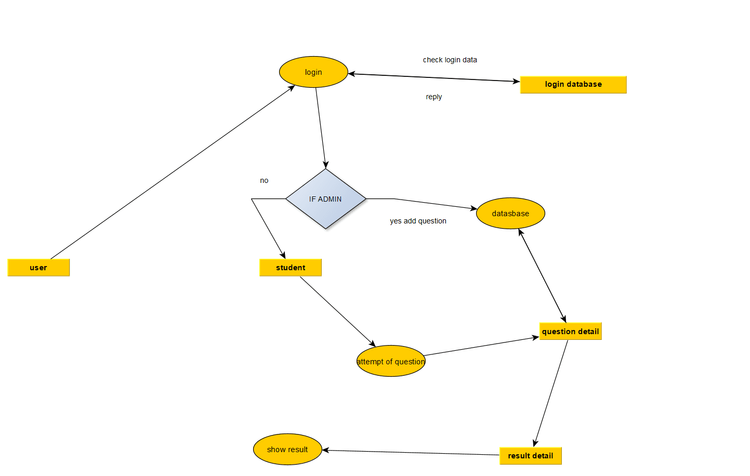 check login data
login
login database
reply
no
IF ADMIN
datasbase
yes add question
user
student
question detail
attempt of question
show result
result detail